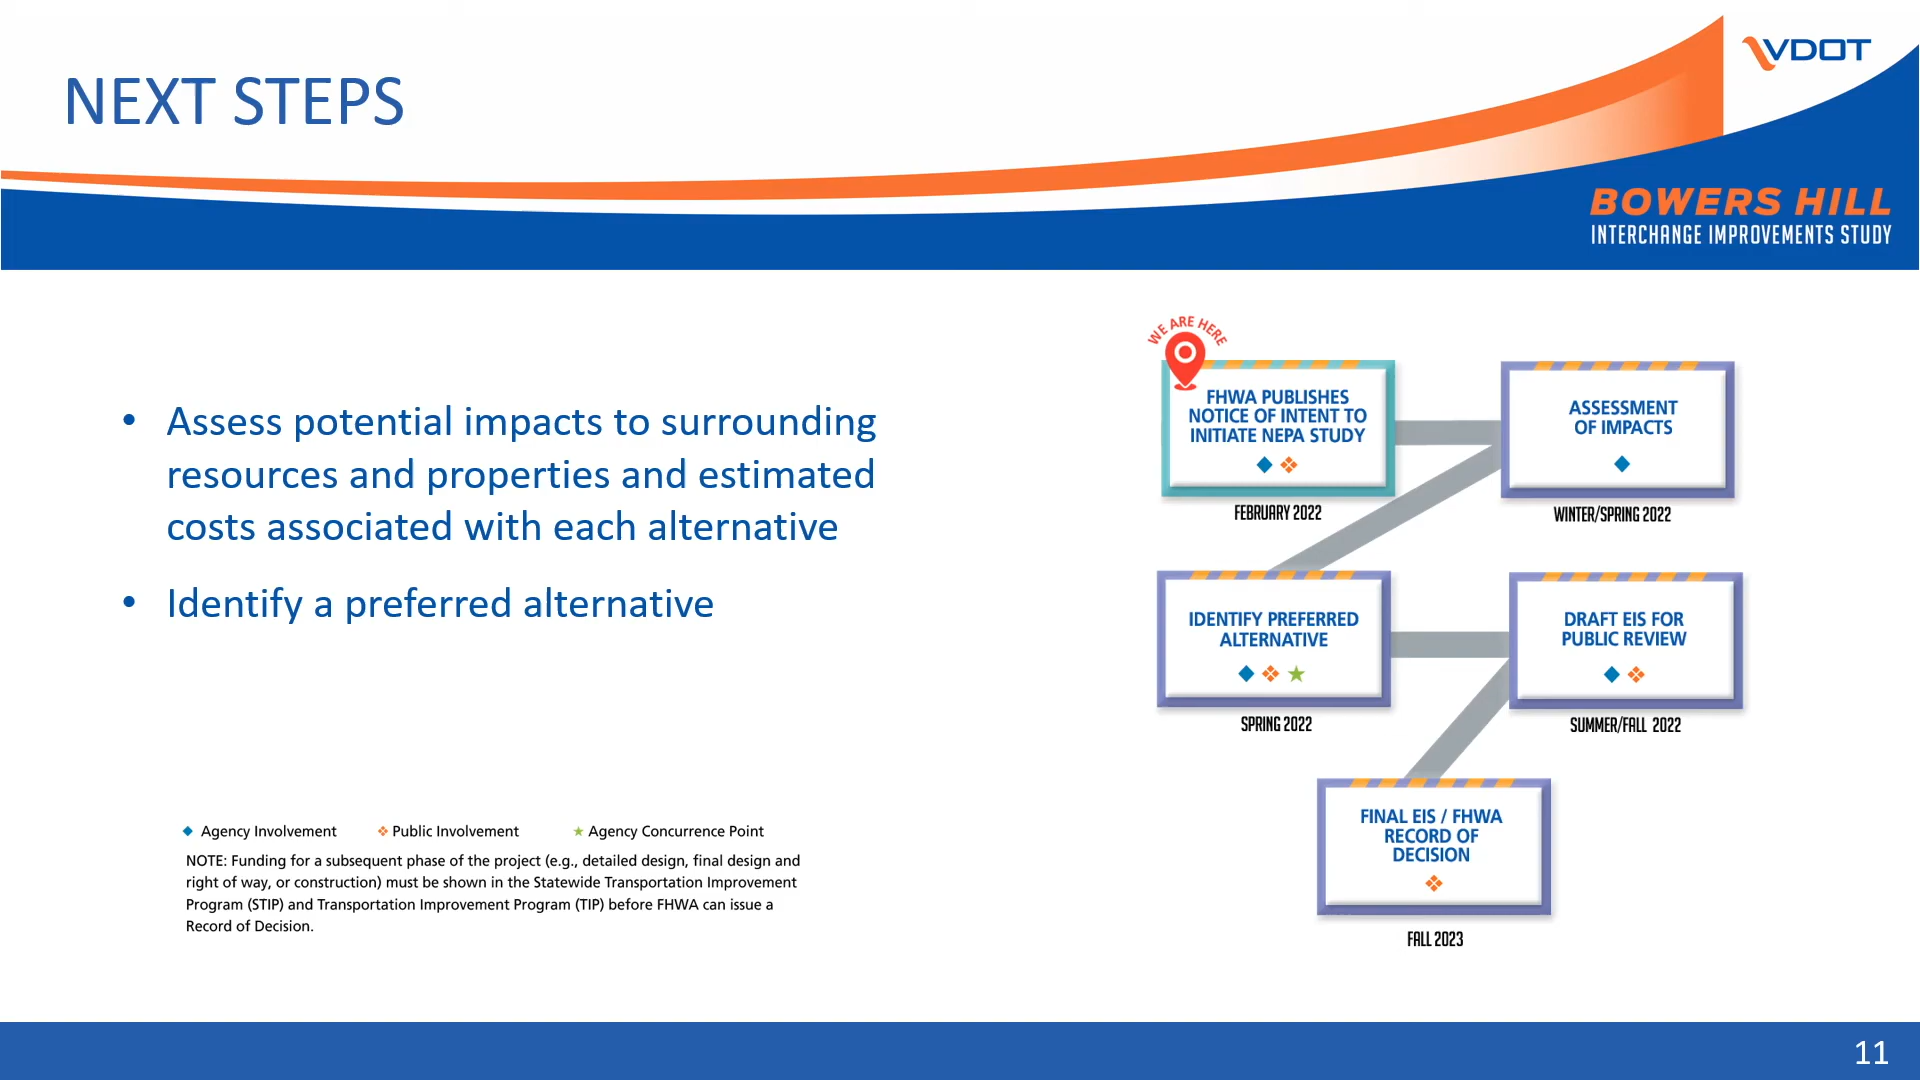 NEXT STEPS
VDOT
BOWERS HILL
INTERCHANGE IMPROVEMENTS STUDY
• Assess potential impacts to surrounding
resources and properties and estimated
costs associated with each alternative
• Identify a preferred alternative
WE ARE HERE
FHWA PUBLISHES
NOTICE OF INTENT TO
INITIATE NEPA STUDY
FEBRUARY 2022
ASSESSMENT
OF IMPACTS
WINTER/SPRING 2022
IDENTIFY PREFERRED
ALTERNATIVE
SPRING 2022
DRAFT EIS FOR
PUBLIC REVIEW
SUMMER/FALL 2022
FINAL EIS / FHWA
RECORD OF
DECISION
FALL 2023
Agency Involvement
Public Involvement
Agency Concurrence Point
NOTE: Funding for a subsequent phase of the project (e.g., detailed design, final design and
right of way, or construction) must be shown in the Statewide Transportation Improvement
Program (STIP) and Transportation Improvement Program (TIP) before FHWA can issue a
Record of Decision.
11